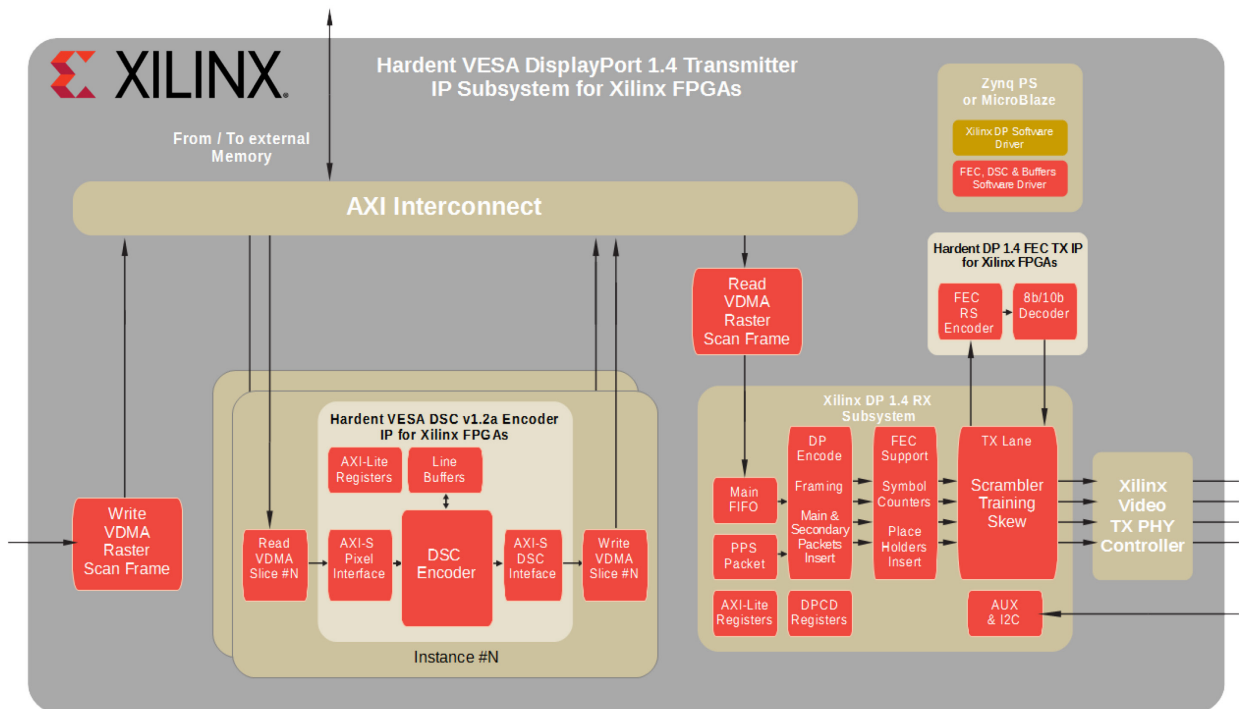 XILINX®
Hardent VESA DisplayPort 1.4 Transmitter
IP Subsystem for Xilinx FPGAs
From / To external
Memory
Zynq PS
or MicroBlaze
Xilinx DP Software
Driver
FEC, DSC & Buffers
Software Driver
AXI Interconnect
Hardent DP 1.4 FEC TX IP
for Xilinx FPGAs
FEC
RS
Encoder
8b/10b
Decoder
Read
VDMA
Raster
Scan Frame
Write
VDMA
Raster
Scan Frame
Hardent VESA DSC v1.2a Encoder
IP for Xilinx FPGAs
AXI-Lite
Registers
Line
Buffers
Read
VDMA
Slice #N
AXI-S
Pixel
Interface
DSC
Encoder
AXI-S
DSC
Inteface
Write
VDMA
Slice #N
Instance #N
Xilinx DP 1.4 RX
Subsystem
Main
FIFO
PPS
Packet
AXI-Lite
Registers
DP
Encode
Framing
Main &
Secondary
Packets
Insert
DPCD
Registers
FEC
Support
Symbol
Counters
Place
Holders
Insert
TX Lane
Scrambler
Training
Skew
AUX
& I2C
Xilinx
Video
TX PHY
Controller